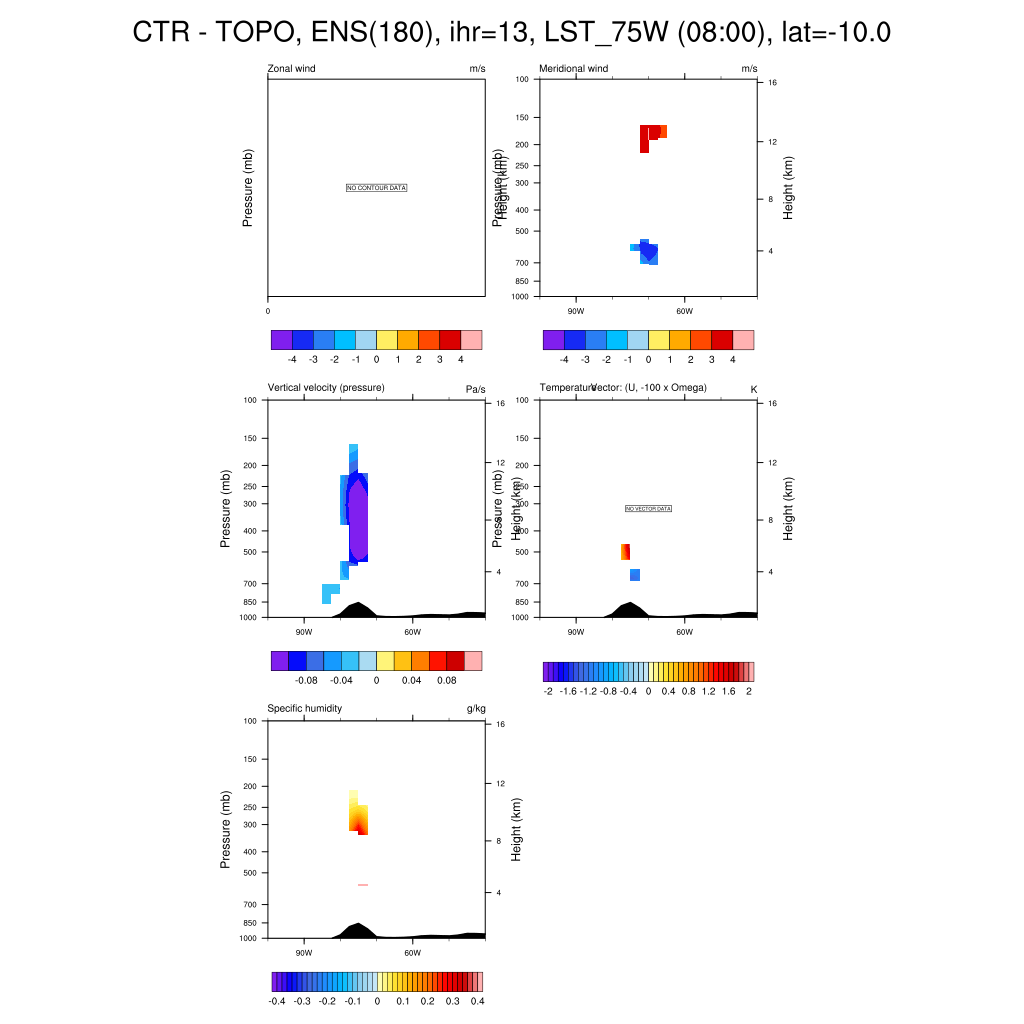 CTR - TOPO, ENS(180), ihr=13, LST_75W (08:00), lat=-10.0
Zonal wind m/s
Pressure (mb)
NO CONTOUR DATA
Height (km)
0
-4 -3 -2 -1 0 1 2 3 4
Meridional wind m/s
Pressure (mb)
100
150
200
250
300
400
500
700
850
1000
16
12
8
4
Height (km)
90W 60W
-4 -3 -2 -1 0 1 2 3 4
Vertical velocity (pressure) Pa/s
Pressure (mb)
100
150
200
250
300
400
500
700
850
1000
16
12
8
4
Height (km)
90W 60W
-0.08 -0.04 0 0.04 0.08
Temperature Vector: (U, -100 x Omega) K
Pressure (mb)
100
150
200
250
300
400
500
700
850
1000
NO VECTOR DATA
16
12
8
4
Height (km)
90W 60W
-2 -1.6 -1.2 -0.8 -0.4 0 0.4 0.8 1.2 1.6 2
Specific humidity g/kg
Pressure (mb)
100
150
200
250
300
400
500
700
850
1000
16
12
8
4
Height (km)
90W 60W
-0.4 -0.3 -0.2 -0.1 0 0.1 0.2 0.3 0.4